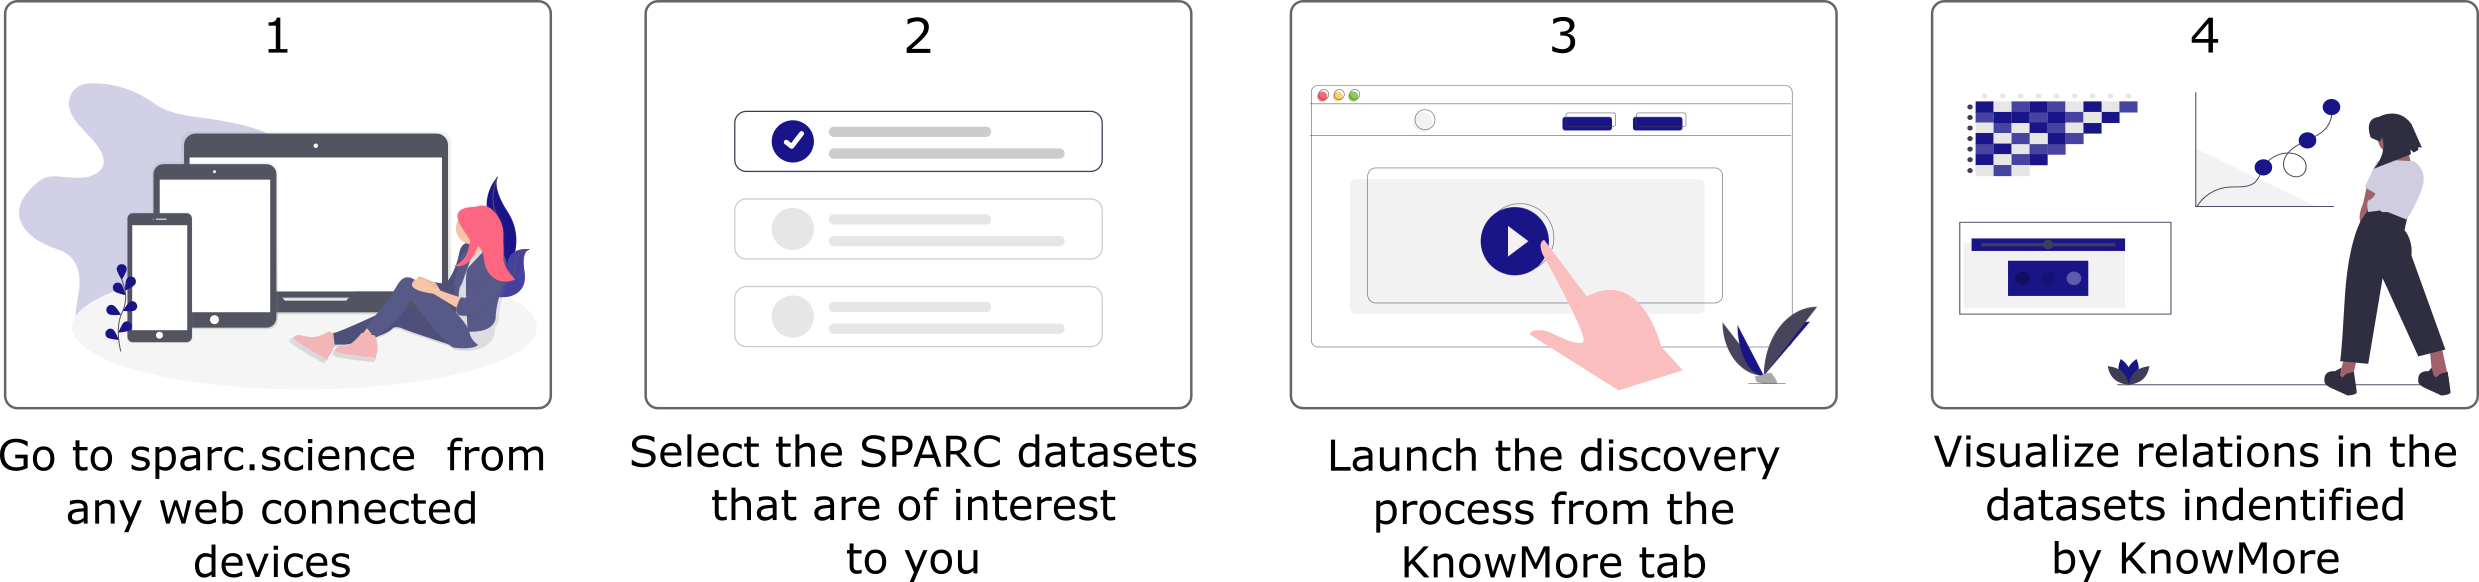 1
Go to sparc.science  from
any web connected
devices
2
Select the SPARC datasets
that are of interest
to you
3
Launch the discovery
process from the
KnowMore tab
4
Visualize relations in the
datasets indentified
by KnowMore